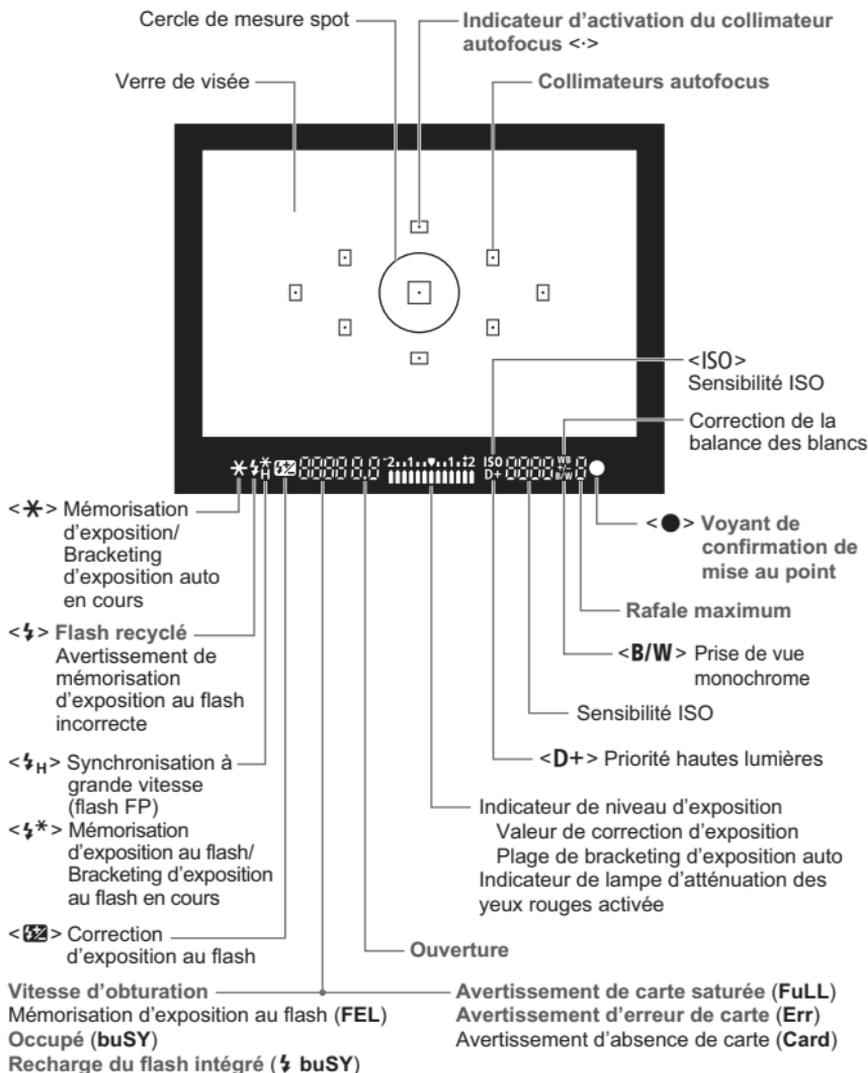 Cercle de mesure spot
Indicateur d'activation du collimateur
autofocus <·>
Verre de visée
Collimateurs autofocus
<ISO>
Sensibilité ISO
Correction de la
balance des blancs
-2..1..▼..1..+2
ISO
D+
WB
+/-
B/W
<✱> Mémorisation
d'exposition/
Bracketing
d'exposition auto
en cours
<●> Voyant de
confirmation de
mise au point
Rafale maximum
<⚡> Flash recyclé
Avertissement de
mémorisation
d'exposition au flash
incorrecte
<B/W> Prise de vue
monochrome
Sensibilité ISO
<⚡H> Synchronisation à
grande vitesse
(flash FP)
<D+> Priorité hautes lumières
<⚡*> Mémorisation
d'exposition au flash/
Bracketing d'exposition
au flash en cours
Indicateur de niveau d'exposition
Valeur de correction d'exposition
Plage de bracketing d'exposition auto
Indicateur de lampe d'atténuation des
yeux rouges activée
<⚡±> Correction
d'exposition au flash
Ouverture
Vitesse d'obturation
Mémorisation d'exposition au flash (FEL)
Occupé (buSY)
Recharge du flash intégré (⚡ buSY)
Avertissement de carte saturée (FuLL)
Avertissement d'erreur de carte (Err)
Avertissement d'absence de carte (Card)